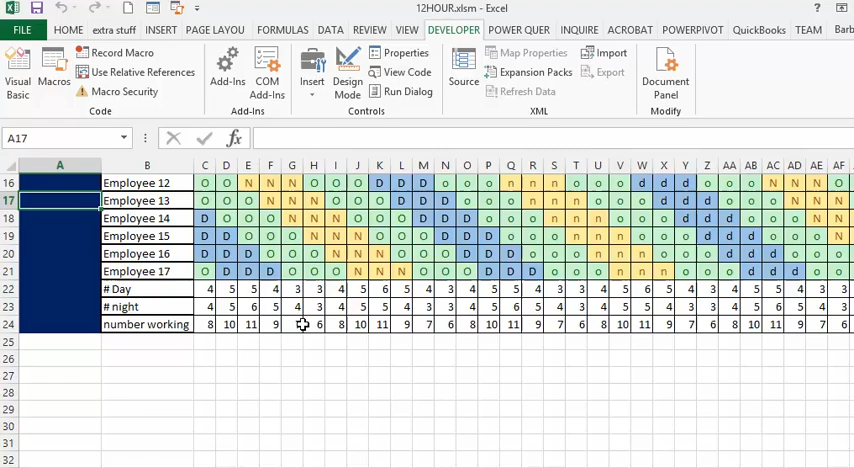 12HOUR.xlsm - Excel
?
FILE HOME extra stuff INSERT PAGE LAYOU FORMULAS DATA REVIEW VIEW DEVELOPER POWER QUER INQUIRE ACROBAT POWERPIVOT QuickBooks TEAM Barb
Visual Basic
Macros
Record Macro
Use Relative References
Macro Security
Code
Add-Ins
COM Add-Ins
Add-Ins
Insert
Design Mode
Properties
View Code
Run Dialog
Controls
Source
Map Properties
Expansion Packs
Refresh Data
Import
Export
XML
Document Panel
Modify
A17 fx
A B C D E F G H I J K L M N O P Q R S T U V W X Y Z AA AB AC AD AE AF
16 Employee 12 O O N N N O O O D D D o o o n n n o o o d d d o o o N N N O
17 Employee 13 O O O N N N O O O D D D o o o n n n o o o d d d o o o N N N
18 Employee 14 D O O O N N N O O O D D D o o o n n n o o o d d d o o o N N
19 Employee 15 D D O O O N N N O O O D D D o o o n n n o o o d d d o o o N
20 Employee 16 D D D O O O N N N O O O D D D o o o n n n o o o d d d o o o
21 Employee 17 O D D D O O O N N N O O O D D D o o o n n n o o o d d d o o
22 # Day 4 5 5 4 3 3 4 5 6 5 4 3 4 5 5 4 3 3 4 5 6 5 4 3 4 5 5 4 3 3
23 # night 4 5 6 5 4 3 4 5 5 4 3 3 4 5 6 5 4 3 4 5 5 4 3 3 4 5 6 5 4 3
24 number working 8 10 11 9 6 8 10 11 9 7 6 8 10 11 9 7 6 8 10 11 9 7 6 8 10 11 9 7 6
25
26
27
28
29
30
31
32